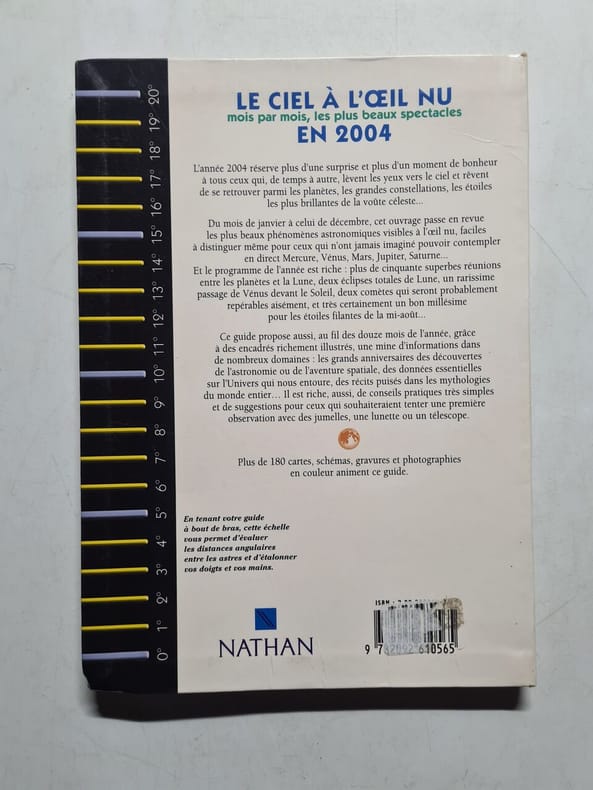 LE CIEL À L'ŒIL NU
mois par mois, les plus beaux spectacles
EN 2004
L'année 2004 réserve plus d'une surprise et plus d'un moment de bonheur
à tous ceux qui, de temps à autre, lèvent les yeux vers le ciel et rêvent
de se retrouver parmi les planètes, les grandes constellations, les étoiles
les plus brillantes de la voûte céleste...
Du mois de janvier à celui de décembre, cet ouvrage passe en revue
les plus beaux phénomènes astronomiques visibles à l'œil nu, faciles
à distinguer même pour ceux qui n'ont jamais imaginé pouvoir contempler
en direct Mercure, Vénus, Mars, Jupiter, Saturne...
Et le programme de l'année est riche : plus de cinquante superbes réunions
entre les planètes et la Lune, deux éclipses totales de Lune, un rarissime
passage de Vénus devant le Soleil, deux comètes qui seront probablement
repérables aisément, et très certainement un bon millésime
pour les étoiles filantes de la mi-août...
Ce guide propose aussi, au fil des douze mois de l'année, grâce
à des encadrés richement illustrés, une mine d'informations dans
de nombreux domaines : les grands anniversaires des découvertes
de l'astronomie ou de l'aventure spatiale, des données essentielles
sur l'Univers qui nous entoure, des récits puisés dans les mythologies
du monde entier... Il est riche, aussi, de conseils pratiques très simples
et de suggestions pour ceux qui souhaiteraient tenter une première
observation avec des jumelles, une lunette ou un télescope.
Plus de 180 cartes, schémas, gravures et photographies
en couleur animent ce guide.
En tenant votre guide
à bout de bras, cette échelle
vous permet d'évaluer
les distances angulaires
entre les astres et d'étalonner
vos doigts et vos mains.
20°
19°
18°
17°
16°
15°
14°
13°
12°
11°
10°
9°
8°
7°
6°
5°
4°
3°
2°
1°
0°
NATHAN
ISBN
9 782092 610565